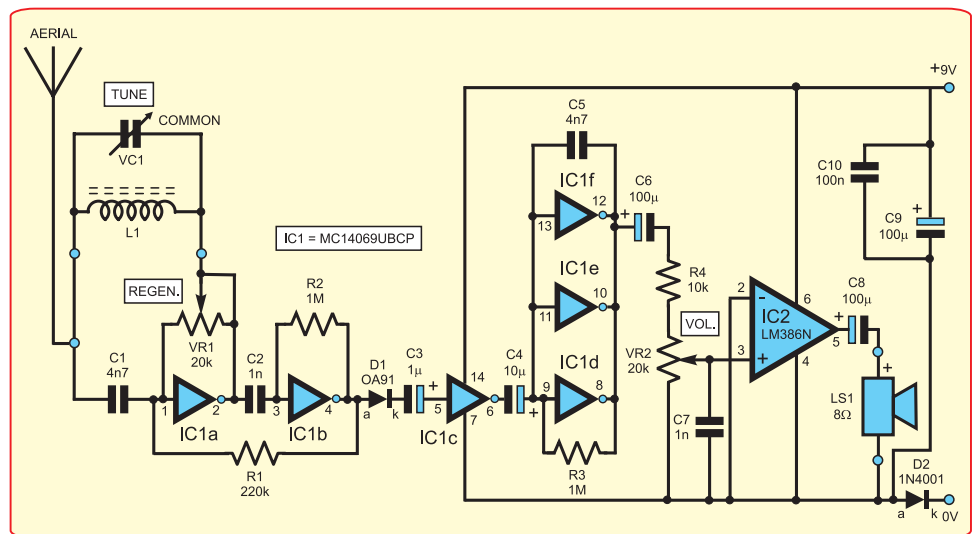 AERIAL
TUNE
COMMON
VC1
L1
REGEN.
VR1
20k
C1
4n7
1
2
IC1a
C2
1n
IC1 = MC14069UBCP
R2
1M
3
4
IC1b
R1
220k
D1
OA91
a
k
C3
1μ
+
5
14
7
6
IC1c
C4
10μ
+
C5
4n7
IC1f
13
12
IC1e
11
10
IC1d
9
8
R3
1M
C6
100μ
+
R4
10k
VOL.
VR2
20k
C7
1n
2
-
3
+
IC2
LM386N
6
5
4
C8
100μ
+
+
LS1
8Ω
C10
100n
+
C9
100μ
+9V
D2
1N4001
a
k
0V